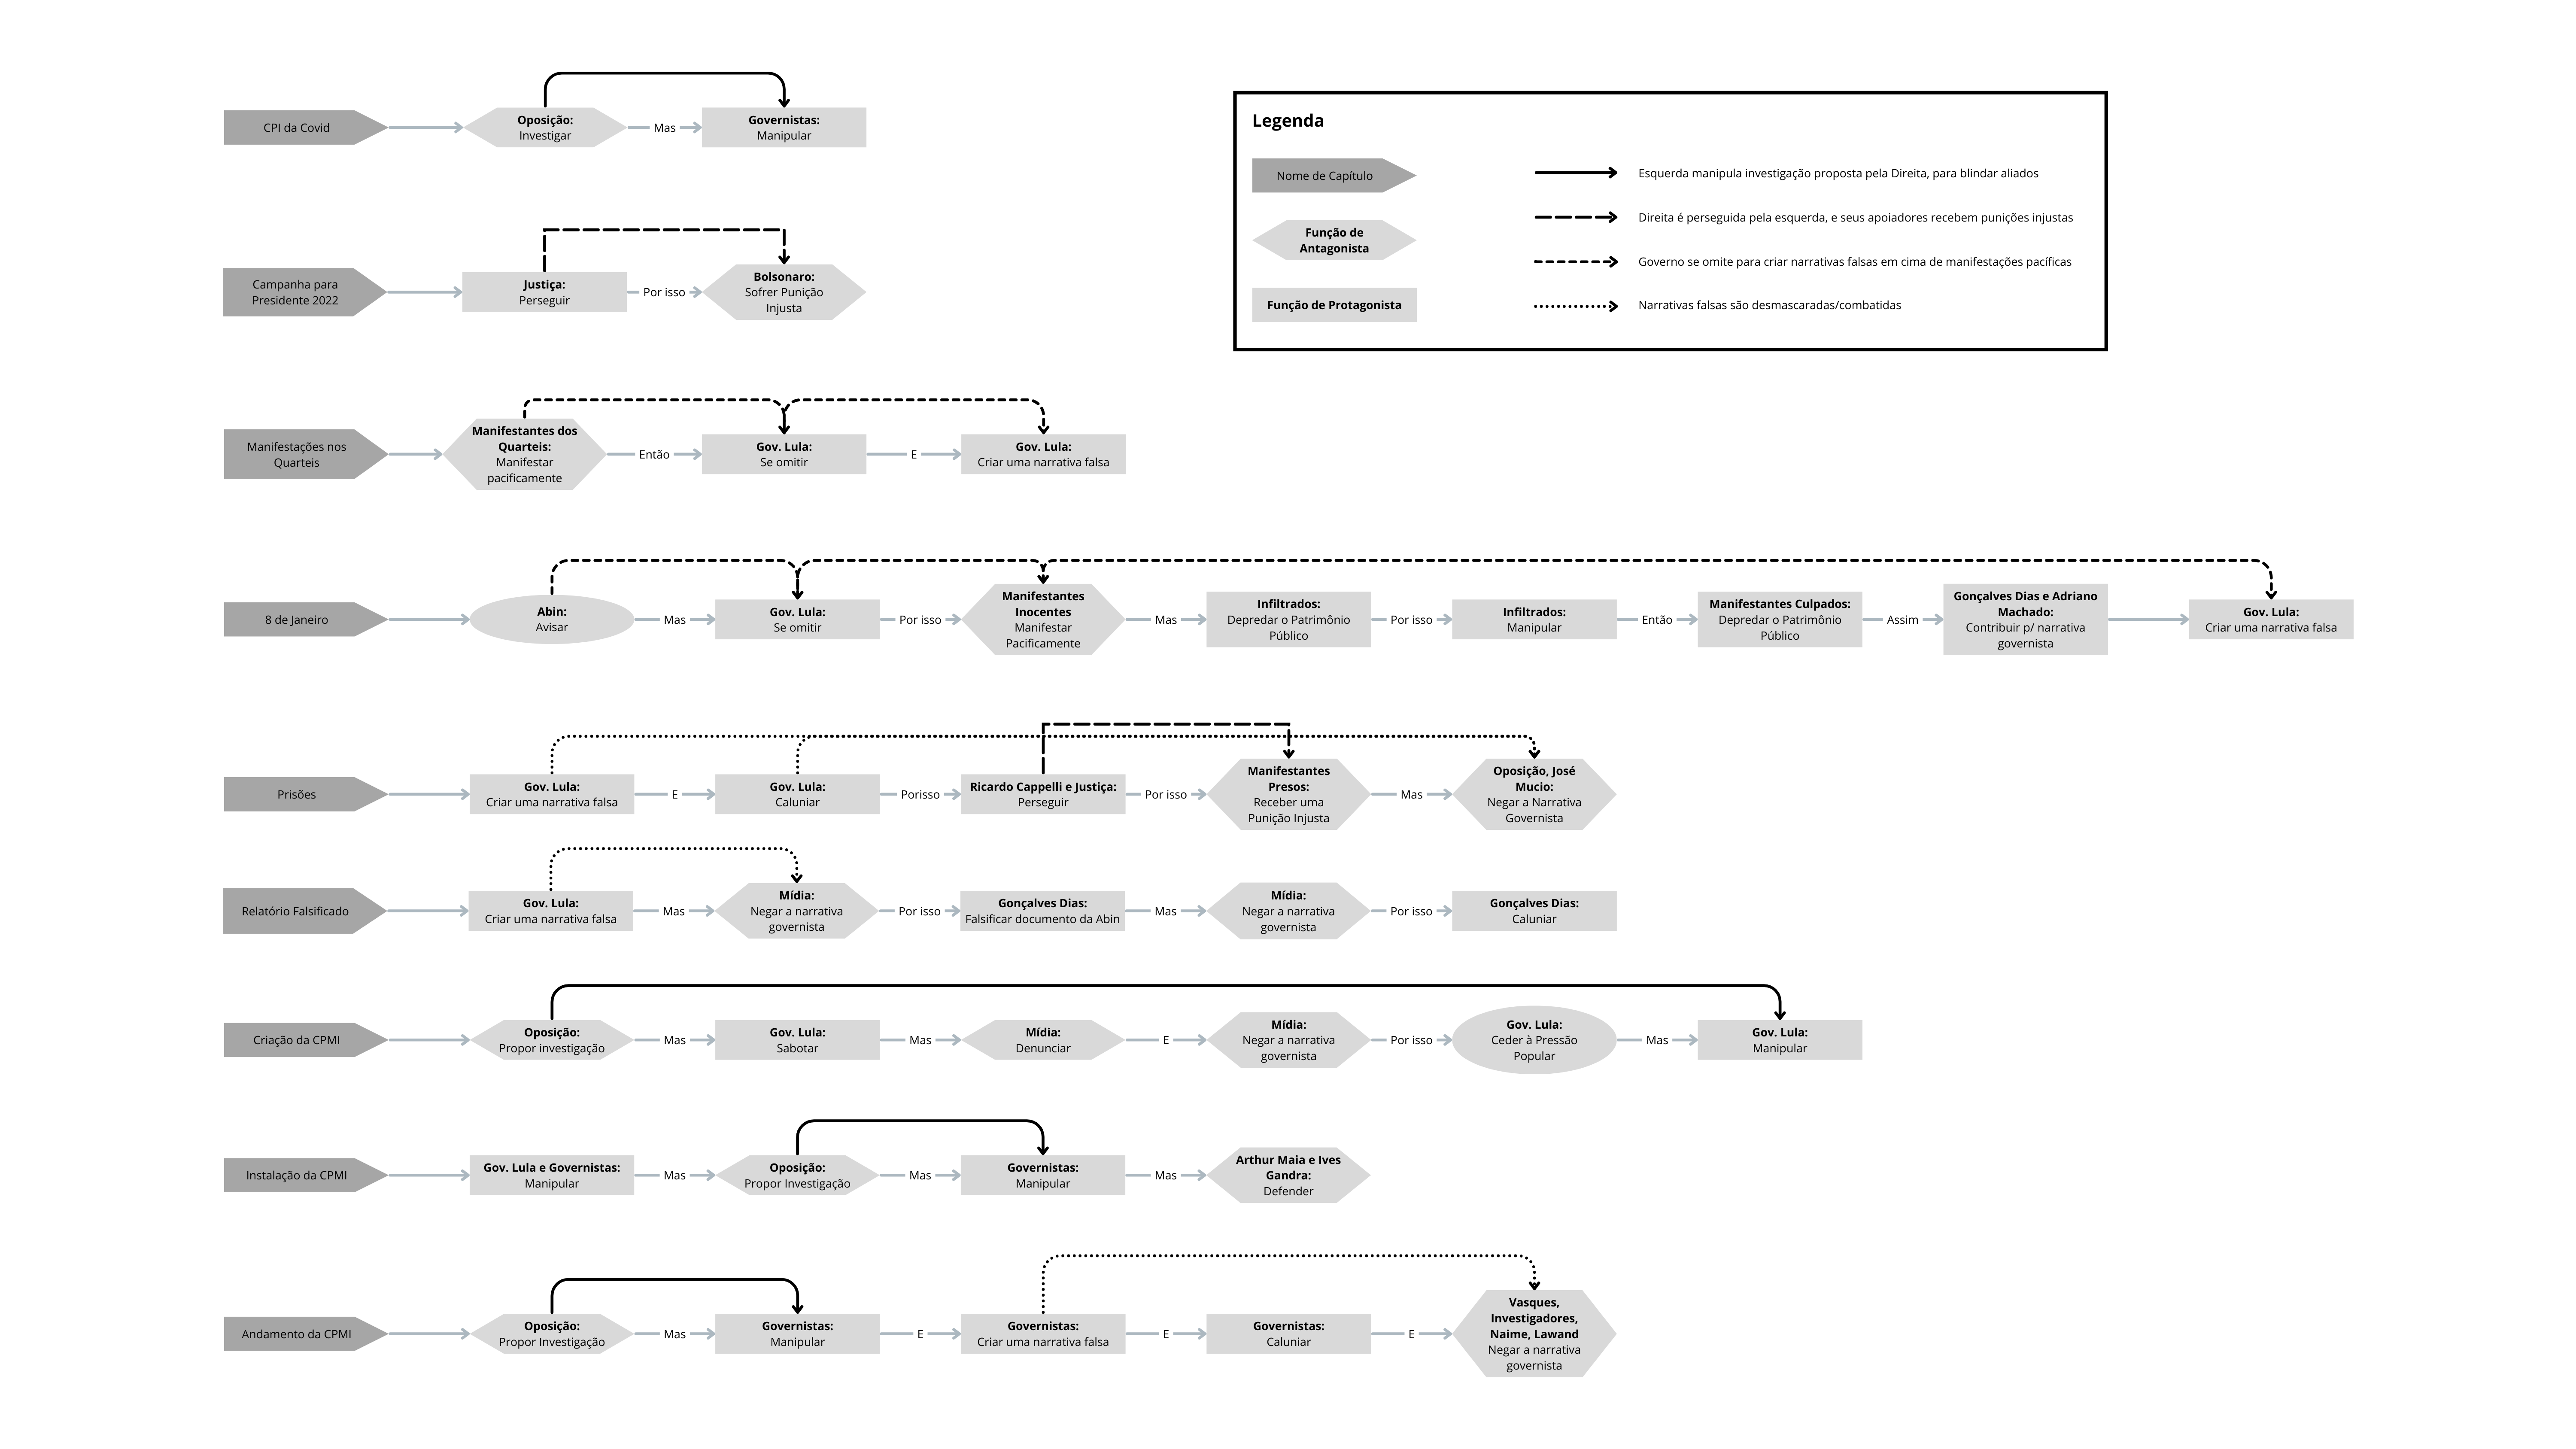 CPI da Covid
Oposição:
Investigar
Mas
Governistas:
Manipular
Legenda
Nome de Capítulo
Função de
Antagonista
Função de Protagonista
Esquerda manipula investigação proposta pela Direita, para blindar aliados
Direita é perseguida pela esquerda, e seus apoiadores recebem punições injustas
Governo se omite para criar narrativas falsas em cima de manifestações pacíficas
Narrativas falsas são desmascaradas/combatidas
Campanha para
Presidente 2022
Justiça:
Perseguir
Por isso
Bolsonaro:
Sofrer Punição
Injusta
Manifestações nos
Quarteis
Manifestantes dos
Quarteis:
Manifestar
pacificamente
Então
Gov. Lula:
Se omitir
E
Gov. Lula:
Criar uma narrativa falsa
8 de Janeiro
Abin:
Avisar
Mas
Gov. Lula:
Se omitir
Por isso
Manifestantes
Inocentes
Manifestar
Pacificamente
Mas
Infiltrados:
Depredar o Patrimônio
Público
Por isso
Infiltrados:
Manipular
Então
Manifestantes Culpados:
Depredar o Patrimônio
Público
Assim
Gonçalves Dias e Adriano
Machado:
Contribuir p/ narrativa
governista
Gov. Lula:
Criar uma narrativa falsa
Prisões
Gov. Lula:
Criar uma narrativa falsa
E
Gov. Lula:
Caluniar
Porisso
Ricardo Cappelli e Justiça:
Perseguir
Por isso
Manifestantes
Presos:
Receber uma
Punição Injusta
Mas
Oposição, José
Mucio:
Negar a Narrativa
Governista
Relatório Falsificado
Gov. Lula:
Criar uma narrativa falsa
Mas
Mídia:
Negar a narrativa
governista
Por isso
Gonçalves Dias:
Falsificar documento da Abin
Mas
Mídia:
Negar a narrativa
governista
Por isso
Gonçalves Dias:
Caluniar
Criação da CPMI
Oposição:
Propor investigação
Mas
Gov. Lula:
Sabotar
Mas
Mídia:
Denunciar
E
Mídia:
Negar a narrativa
governista
Por isso
Gov. Lula:
Ceder à Pressão
Popular
Mas
Gov. Lula:
Manipular
Instalação da CPMI
Gov. Lula e Governistas:
Manipular
Mas
Oposição:
Propor Investigação
Mas
Governistas:
Manipular
Mas
Arthur Maia e Ives
Gandra:
Defender
Andamento da CPMI
Oposição:
Propor Investigação
Mas
Governistas:
Manipular
E
Governistas:
Criar uma narrativa falsa
E
Governistas:
Caluniar
E
Vasques,
Investigadores,
Naime, Lawand
Negar a narrativa
governista